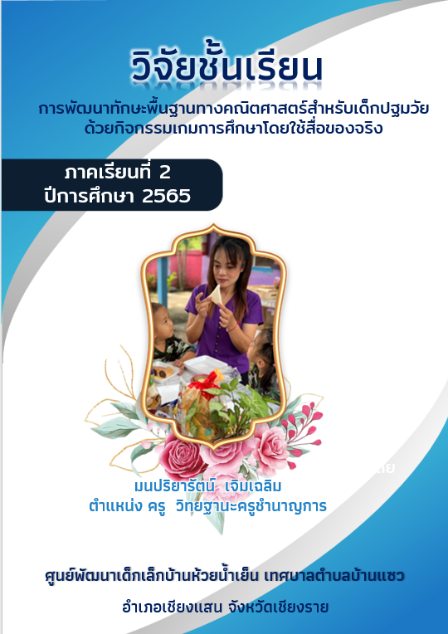 วิจัยชั้นเรียน
การพัฒนาทักษะพื้นฐานทางคณิตศาสตร์สำหรับเด็กปฐมวัย
ด้วยกิจกรรมเกมการศึกษาโดยใช้สื่อของจริง
ภาคเรียนที่ 2
ปีการศึกษา 2565
มนปริยารัตน์ เจิมเฉลิม
ตำแหน่ง ครู วิทยฐานะครูชำนาญการ
ศูนย์พัฒนาเด็กเล็กบ้านห้วยน้ำเย็น เทศบาลตำบลบ้านแซว
อำเภอเชียงแสน จังหวัดเชียงราย